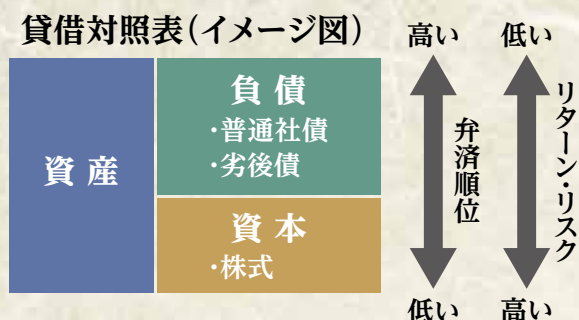 貸借対照表（イメージ図）
高い
低い
資産
負債
・普通社債
・劣後債
資本
・株式
弁済順位
リターン・リスク
低い
高い